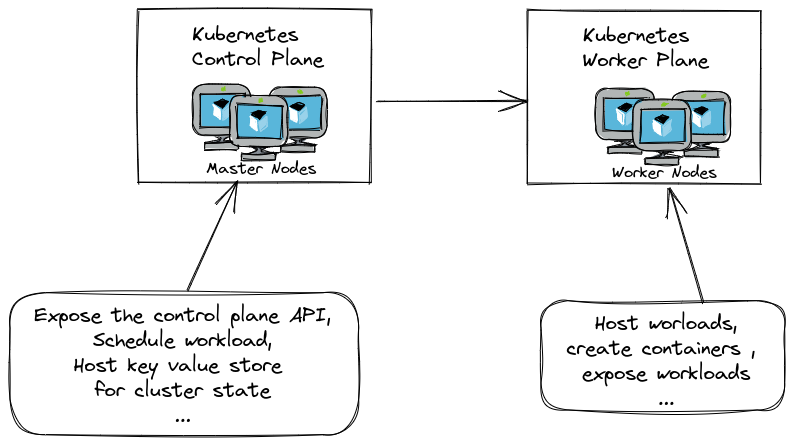 Kubernetes
Control Plane
Master Nodes
Kubernetes
Worker Plane
Worker Nodes
Expose the control plane API,
Schedule workload,
Host key value store
for cluster state
...
Host worloads,
create containers ,
expose workloads
...